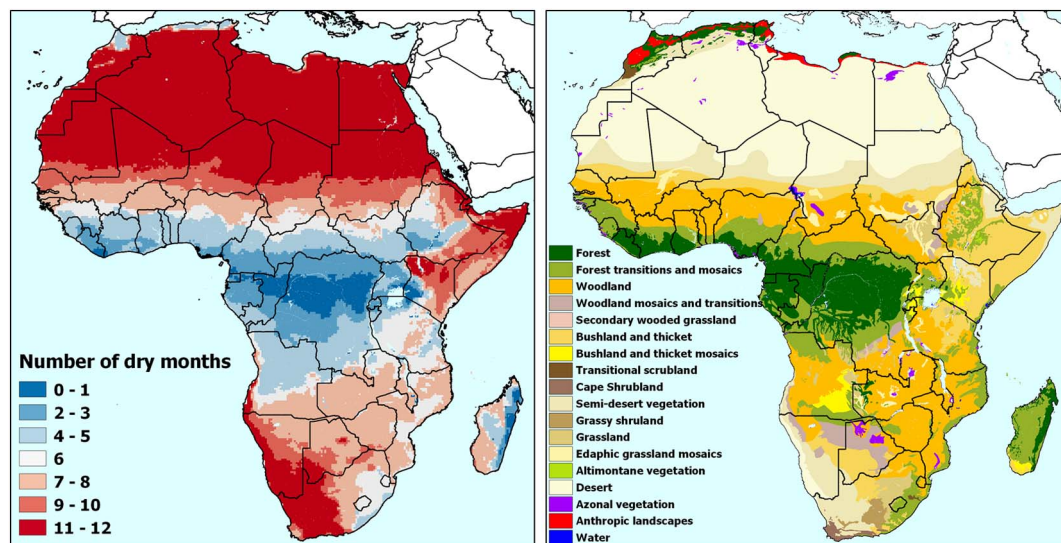 Number of dry months
0 - 1
2 - 3
4 - 5
6
7 - 8
9 - 10
11 - 12
Forest
Forest transitions and mosaics
Woodland
Woodland mosaics and transitions
Secondary wooded grassland
Bushland and thicket
Bushland and thicket mosaics
Transitional scrubland
Cape Shrubland
Semi-desert vegetation
Grassy shruland
Grassland
Edaphic grassland mosaics
Altimontane vegetation
Desert
Azonal vegetation
Anthropic landscapes
Water